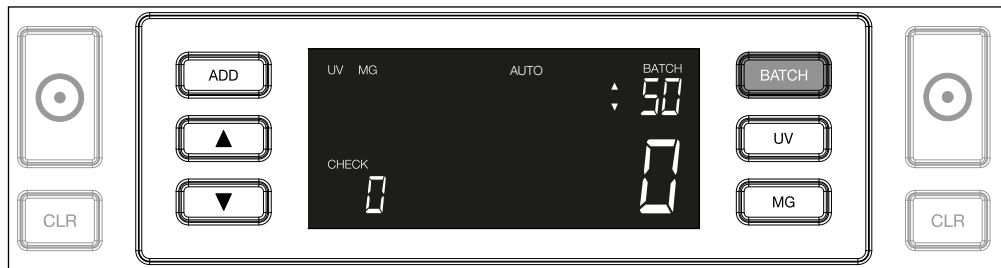 ADD
UV MG AUTO BATCH
50
BATCH
UV
CHECK
0
0
MG
CLR
CLR